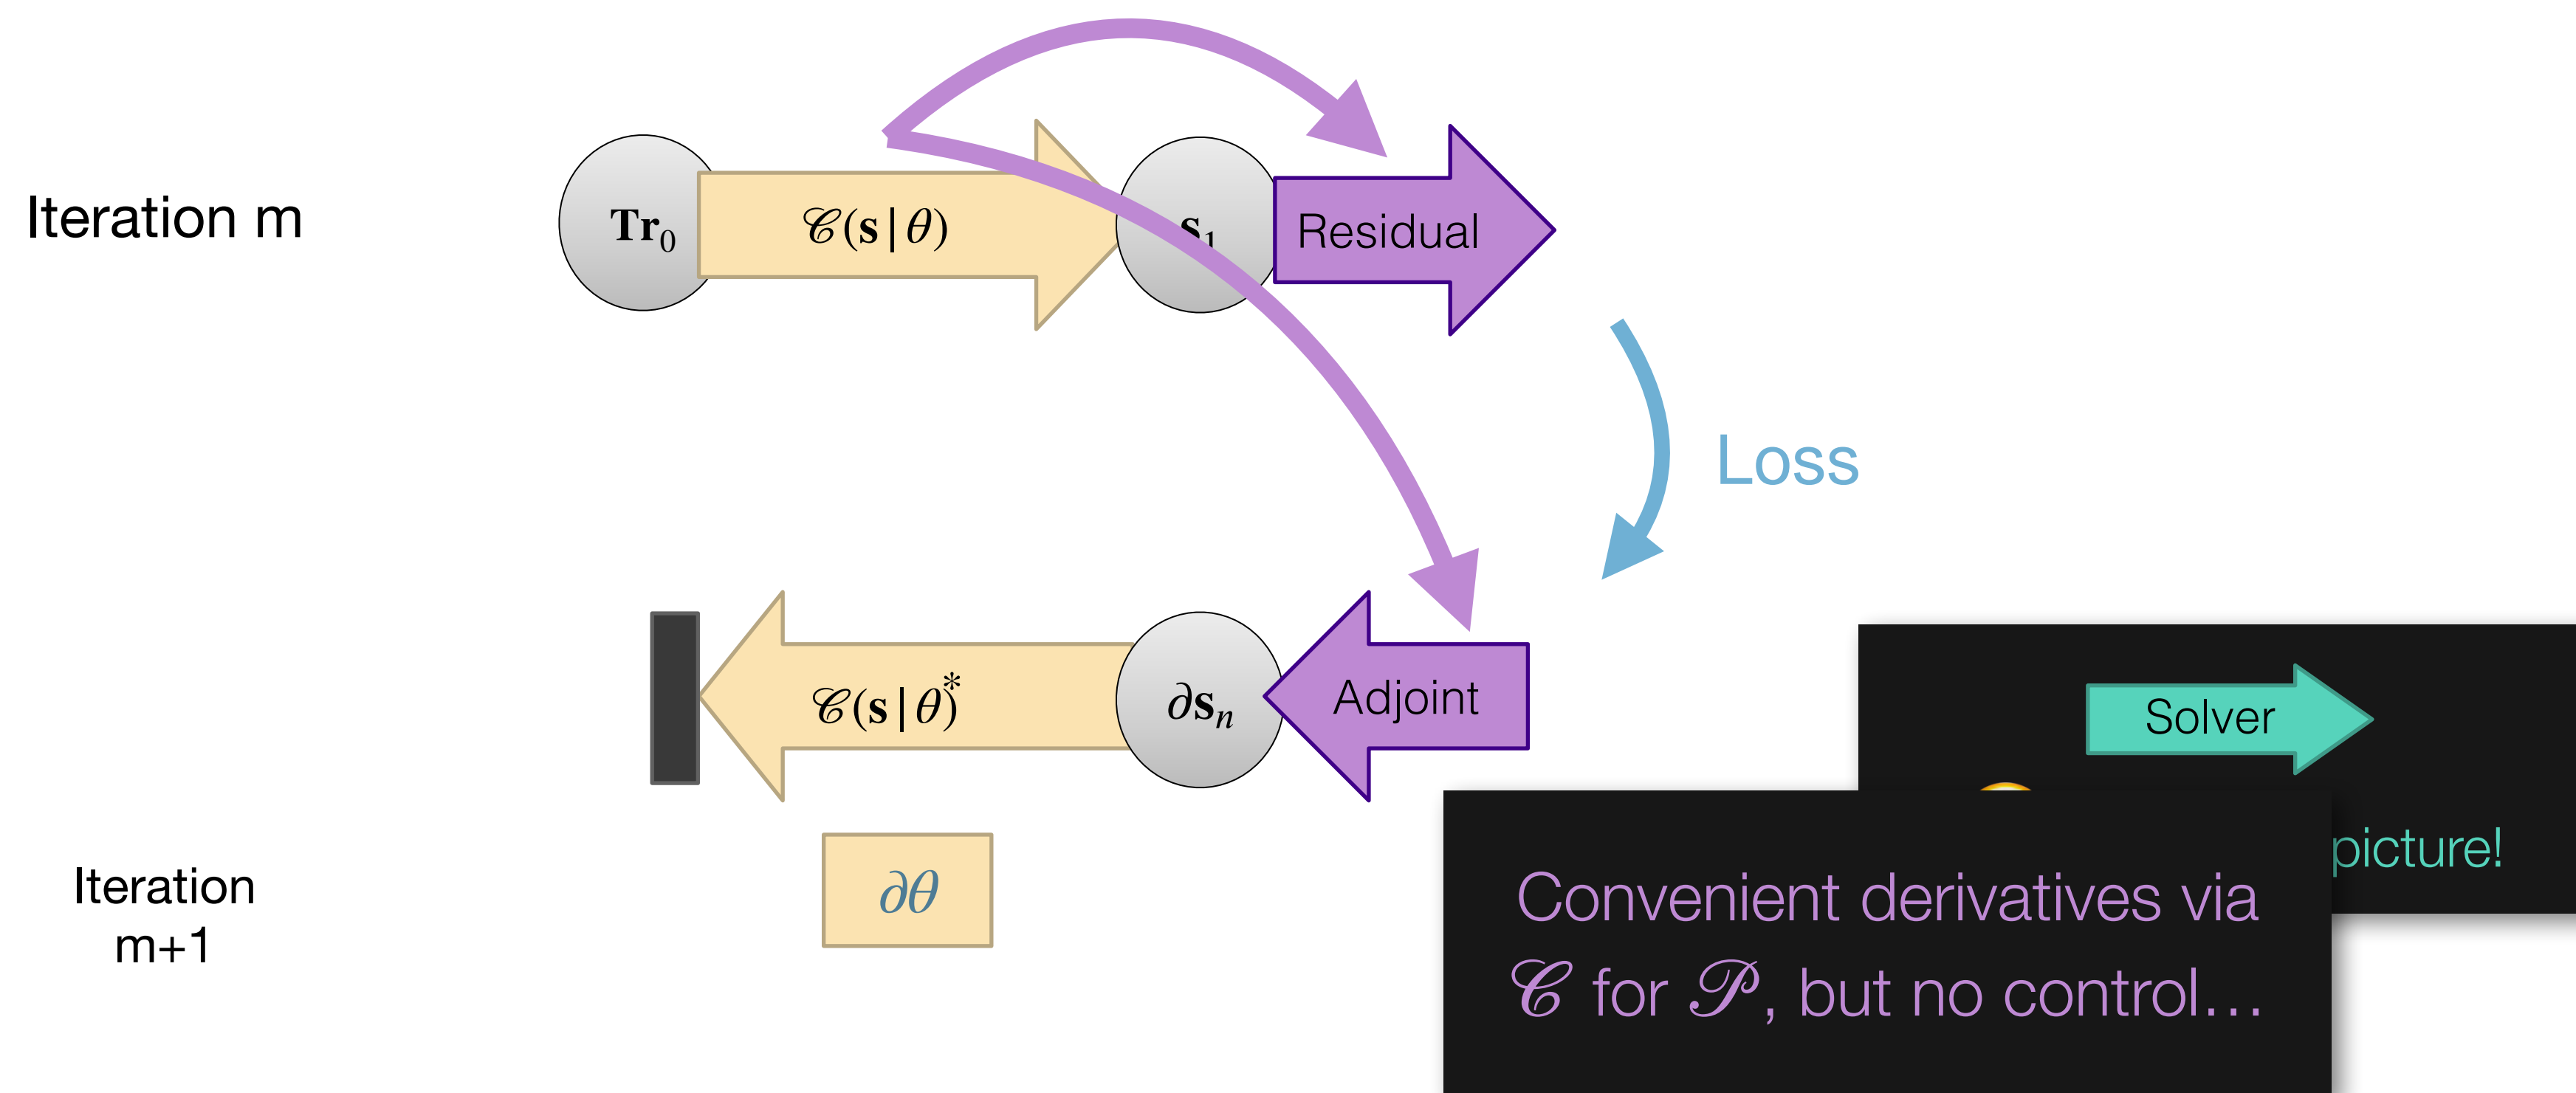 Iteration m
Tr₀
𝒞(s | θ)
s₁
Residual
Loss
𝒞(s | θ)*
∂sₙ
Adjoint
Solver
picture!
∂θ
Iteration
m+1
Convenient derivatives via
𝒞 for 𝒫, but no control…